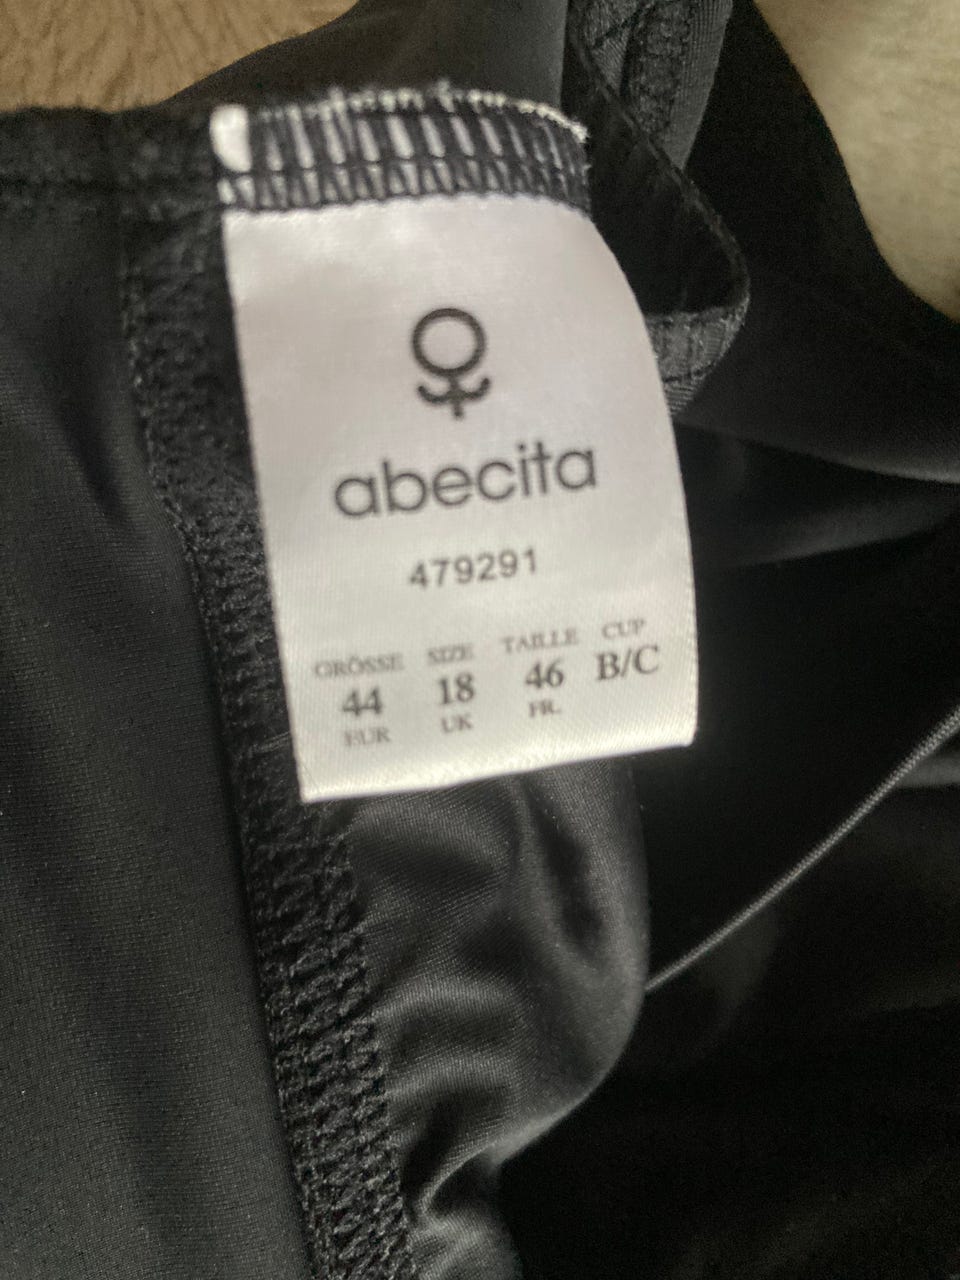 abecita
479291
GRÖSSE SIZE TAILLE CUP
44 18 46 B/C
EUR UK FR.